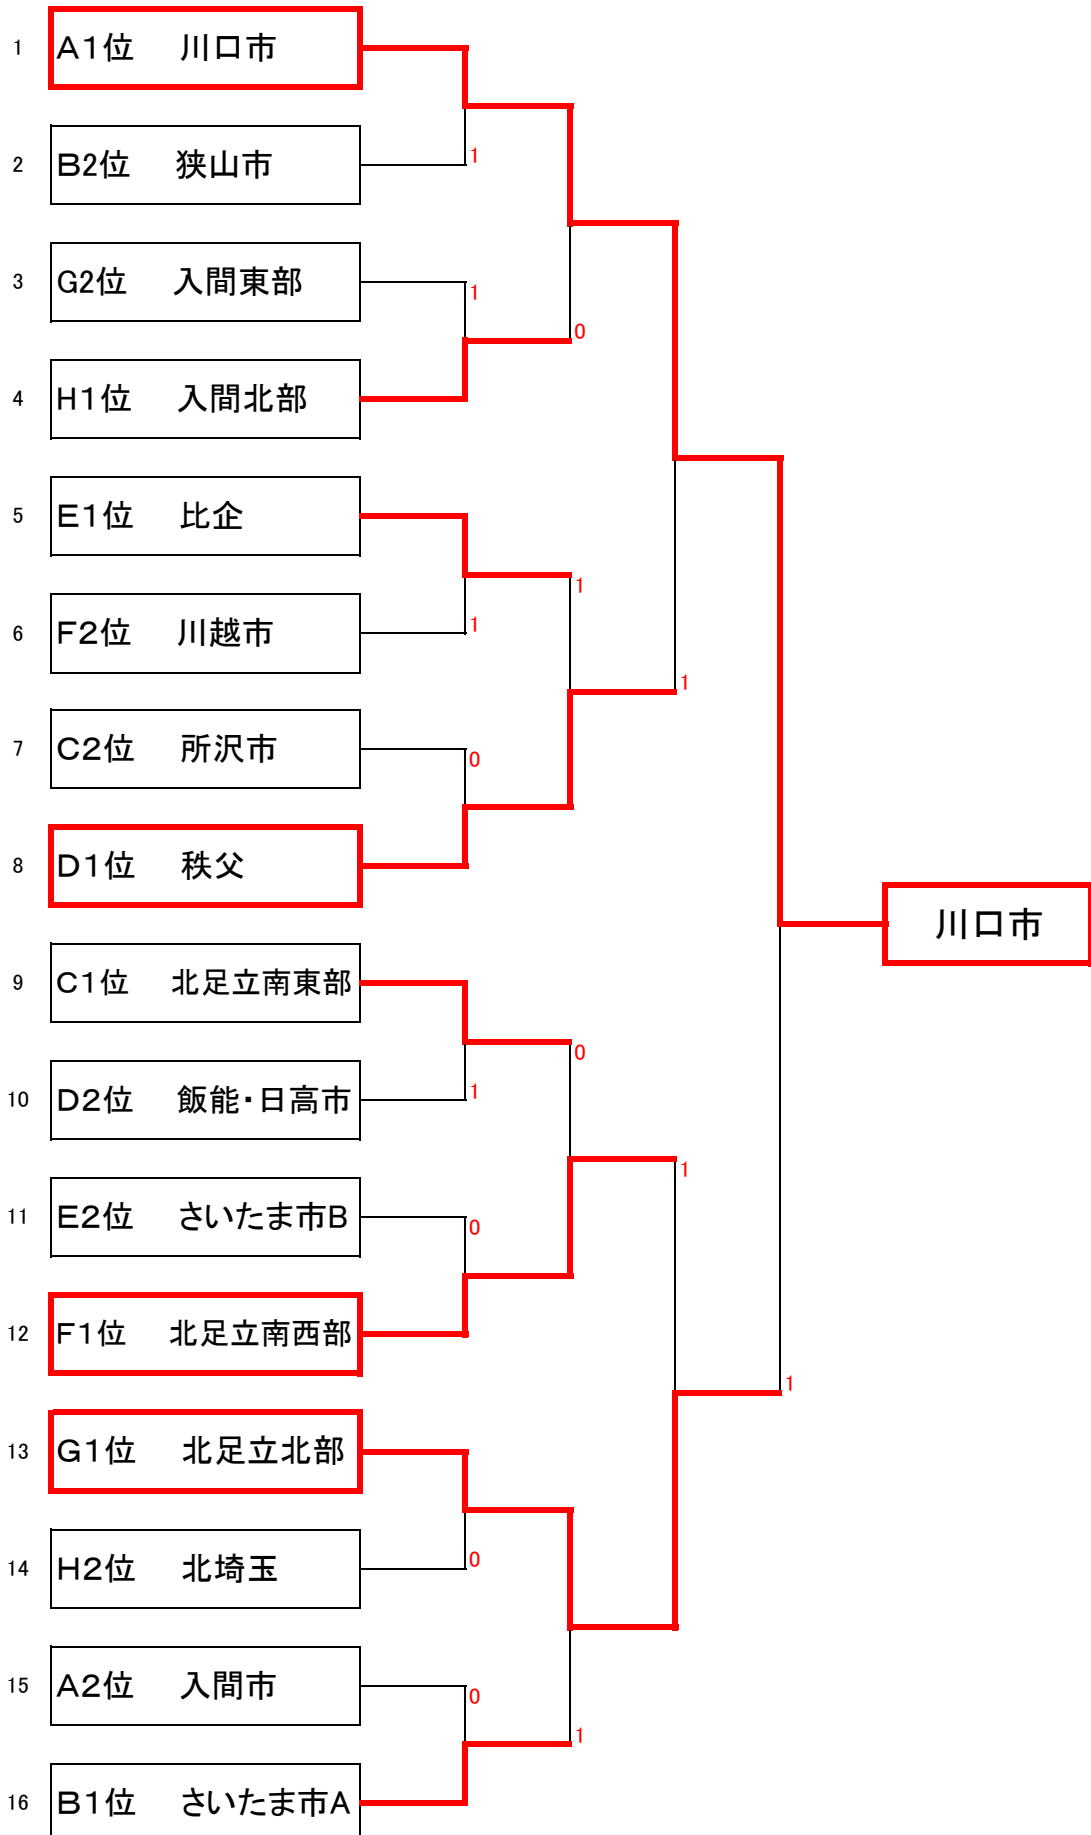 1 A1位 川口市
2 B2位 狭山市
1
3 G2位 入間東部
1
0
4 H1位 入間北部
5 E1位 比企
1
6 F2位 川越市
1
1
7 C2位 所沢市
0
8 D1位 秩父
川口市
9 C1位 北足立南東部
0
10 D2位 飯能・日高市
1
1
11 E2位 さいたま市B
0
12 F1位 北足立南西部
1
13 G1位 北足立北部
14 H2位 北埼玉
0
15 A2位 入間市
0
1
16 B1位 さいたま市A